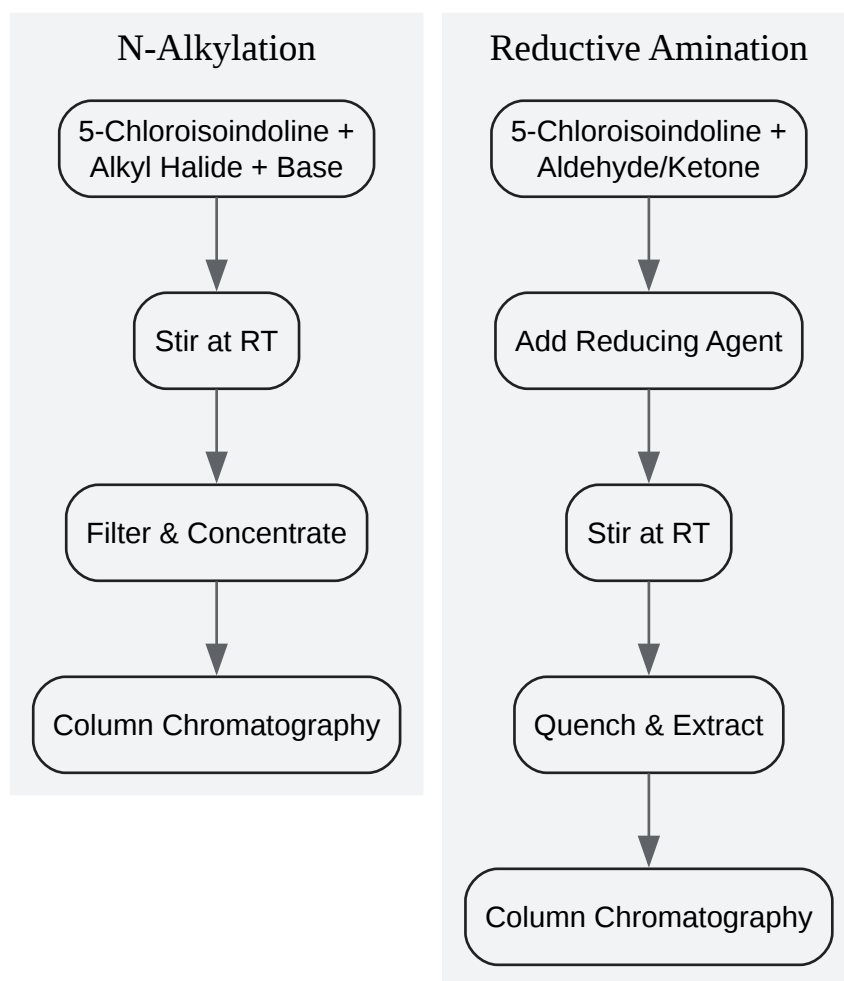 N-Alkylation
5-Chloroisoindoline +
Alkyl Halide + Base
Stir at RT
Filter & Concentrate
Column Chromatography
Reductive Amination
5-Chloroisoindoline +
Aldehyde/Ketone
Add Reducing Agent
Stir at RT
Quench & Extract
Column Chromatography